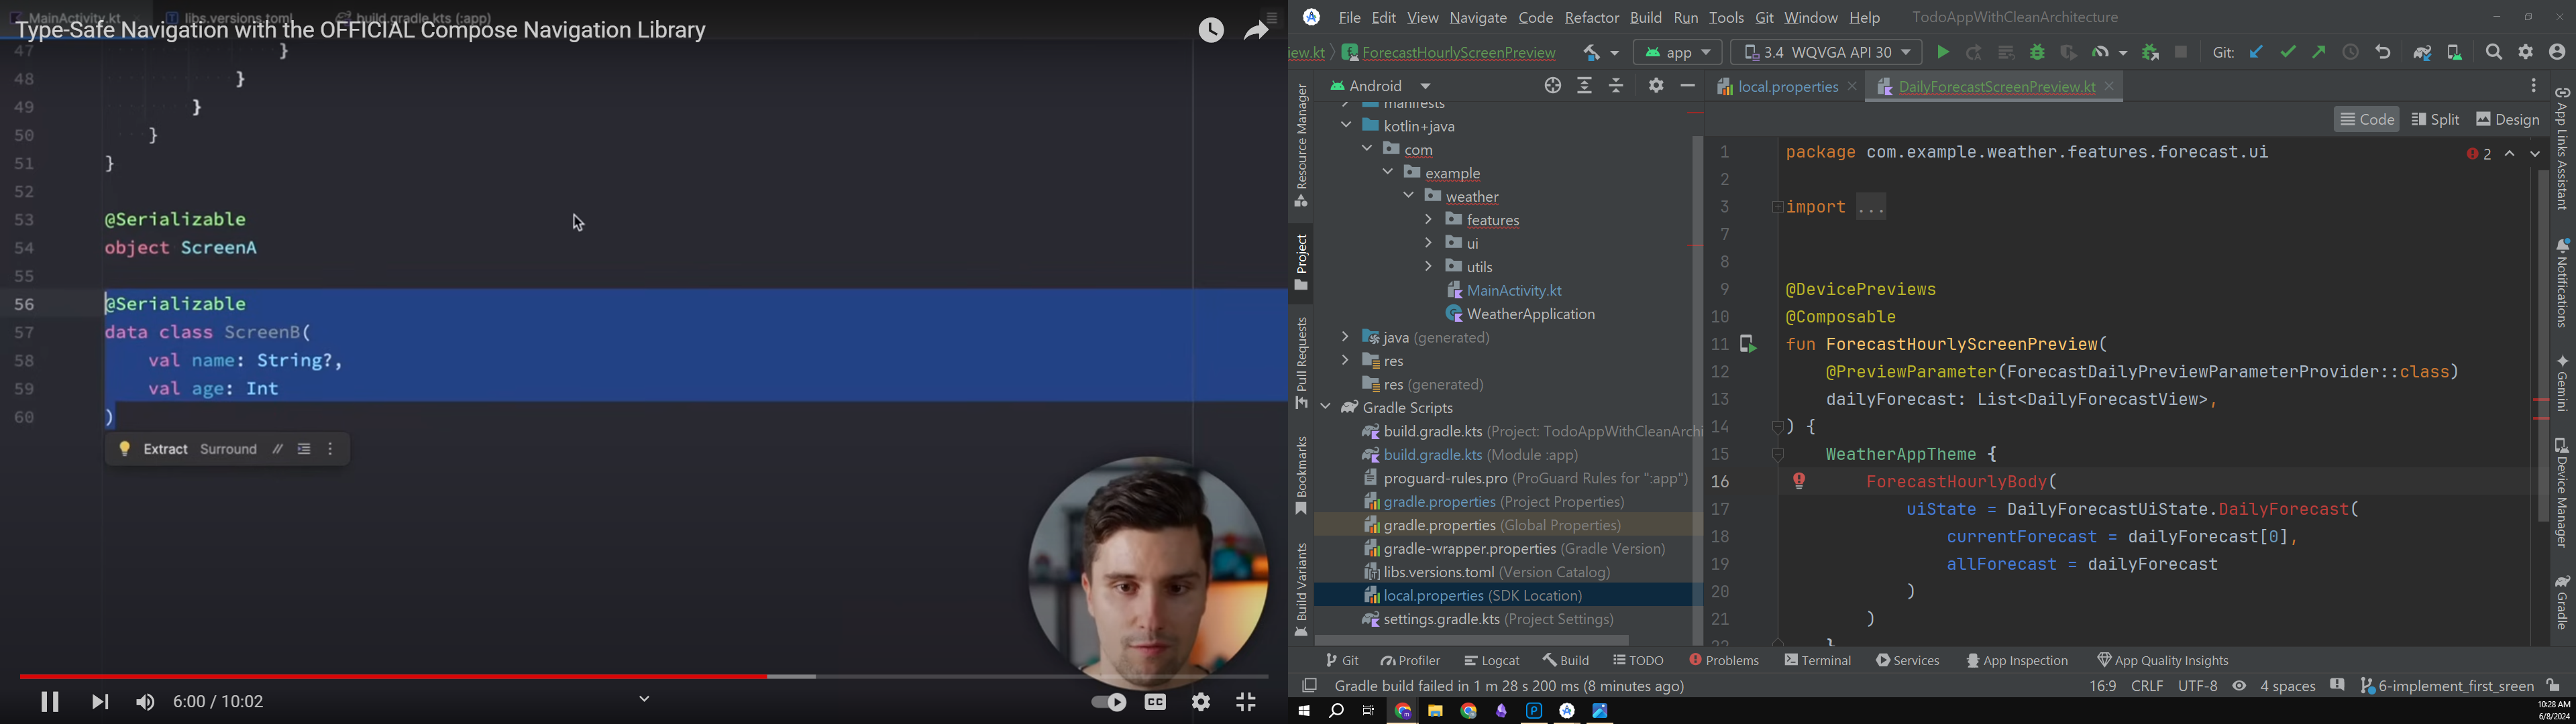 MainActivity.kt
libs.versions.toml
build.gradle.kts (:app)
Type-Safe Navigation with the OFFICIAL Compose Navigation Library
47 }
48 }
49 }
50 }
51 }
52
53 @Serializable
54 object ScreenA
55
56 @Serializable
57 data class ScreenB(
58 val name: String?,
59 val age: Int
60 )
Extract Surround //
6:00 / 10:02
CC
File Edit View Navigate Code Refactor Build Run Tools Git Window Help TodoAppWithCleanArchitecture
iew.kt ForecastHourlyScreenPreview app 3.4 WQVGA API 30 Git:
Android
Resource Manager
Project
Pull Requests
Bookmarks
Build Variants
manifests
kotlin+java
com
example
weather
features
ui
utils
MainActivity.kt
WeatherApplication
java (generated)
res
res (generated)
Gradle Scripts
build.gradle.kts (Project: TodoAppWithCleanArchi
build.gradle.kts (Module :app)
proguard-rules.pro (ProGuard Rules for ":app")
gradle.properties (Project Properties)
gradle.properties (Global Properties)
gradle-wrapper.properties (Gradle Version)
libs.versions.toml (Version Catalog)
local.properties (SDK Location)
settings.gradle.kts (Project Settings)
local.properties DailyForecastScreenPreview.kt
Code Split Design
2
1 package com.example.weather.features.forecast.ui
2
3 import ...
7
8
9 @DevicePreviews
10 @Composable
11 fun ForecastHourlyScreenPreview(
12 @PreviewParameter(ForecastDailyPreviewParameterProvider::class)
13 dailyForecast: List<DailyForecastView>,
14 ) {
15 WeatherAppTheme {
16 ForecastHourlyBody(
17 uiState = DailyForecastUiState.DailyForecast(
18 currentForecast = dailyForecast[0],
19 allForecast = dailyForecast
20 )
21 )
22 }
App Links Assistant
Notifications
Gemini
Device Manager
Gradle
Git Profiler Logcat Build TODO Problems Terminal Services App Inspection App Quality Insights
Gradle build failed in 1 m 28 s 200 ms (8 minutes ago)
16:9 CRLF UTF-8 4 spaces 6-implement_first_sreen
10:28 AM
6/8/2024